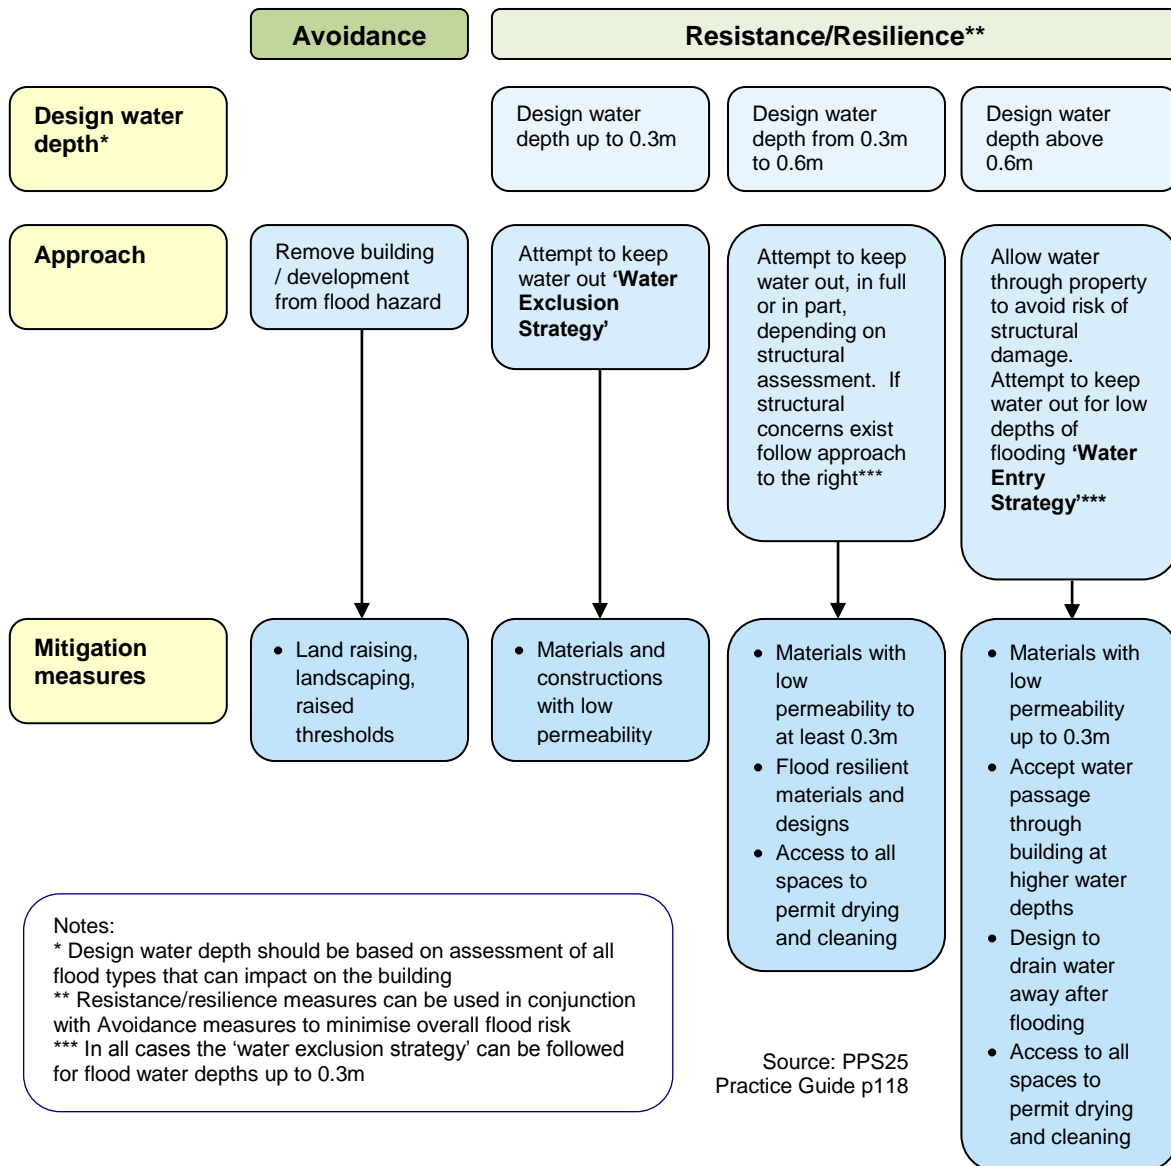 Avoidance
Resistance/Resilience**
Design water
depth*
Design water
depth up to 0.3m
Design water
depth from 0.3m
to 0.6m
Design water
depth above
0.6m
Approach
Remove building
/ development
from flood hazard
Attempt to keep
water out ‘Water
Exclusion
Strategy’
Attempt to keep
water out, in full
or in part,
depending on
structural
assessment. If
structural
concerns exist
follow approach
to the right***
Allow water
through property
to avoid risk of
structural
damage.
Attempt to keep
water out for low
depths of
flooding ‘Water
Entry
Strategy’***
Mitigation
measures
• Land raising,
landscaping,
raised
thresholds
• Materials and
constructions
with low
permeability
• Materials with
low
permeability to
at least 0.3m
• Flood resilient
materials and
designs
• Access to all
spaces to
permit drying
and cleaning
• Materials with
low
permeability
up to 0.3m
• Accept water
passage
through
building at
higher water
depths
• Design to
drain water
away after
flooding
• Access to all
spaces to
permit drying
and cleaning
Notes:
* Design water depth should be based on assessment of all
flood types that can impact on the building
** Resistance/resilience measures can be used in conjunction
with Avoidance measures to minimise overall flood risk
*** In all cases the ‘water exclusion strategy’ can be followed
for flood water depths up to 0.3m
Source: PPS25
Practice Guide p118